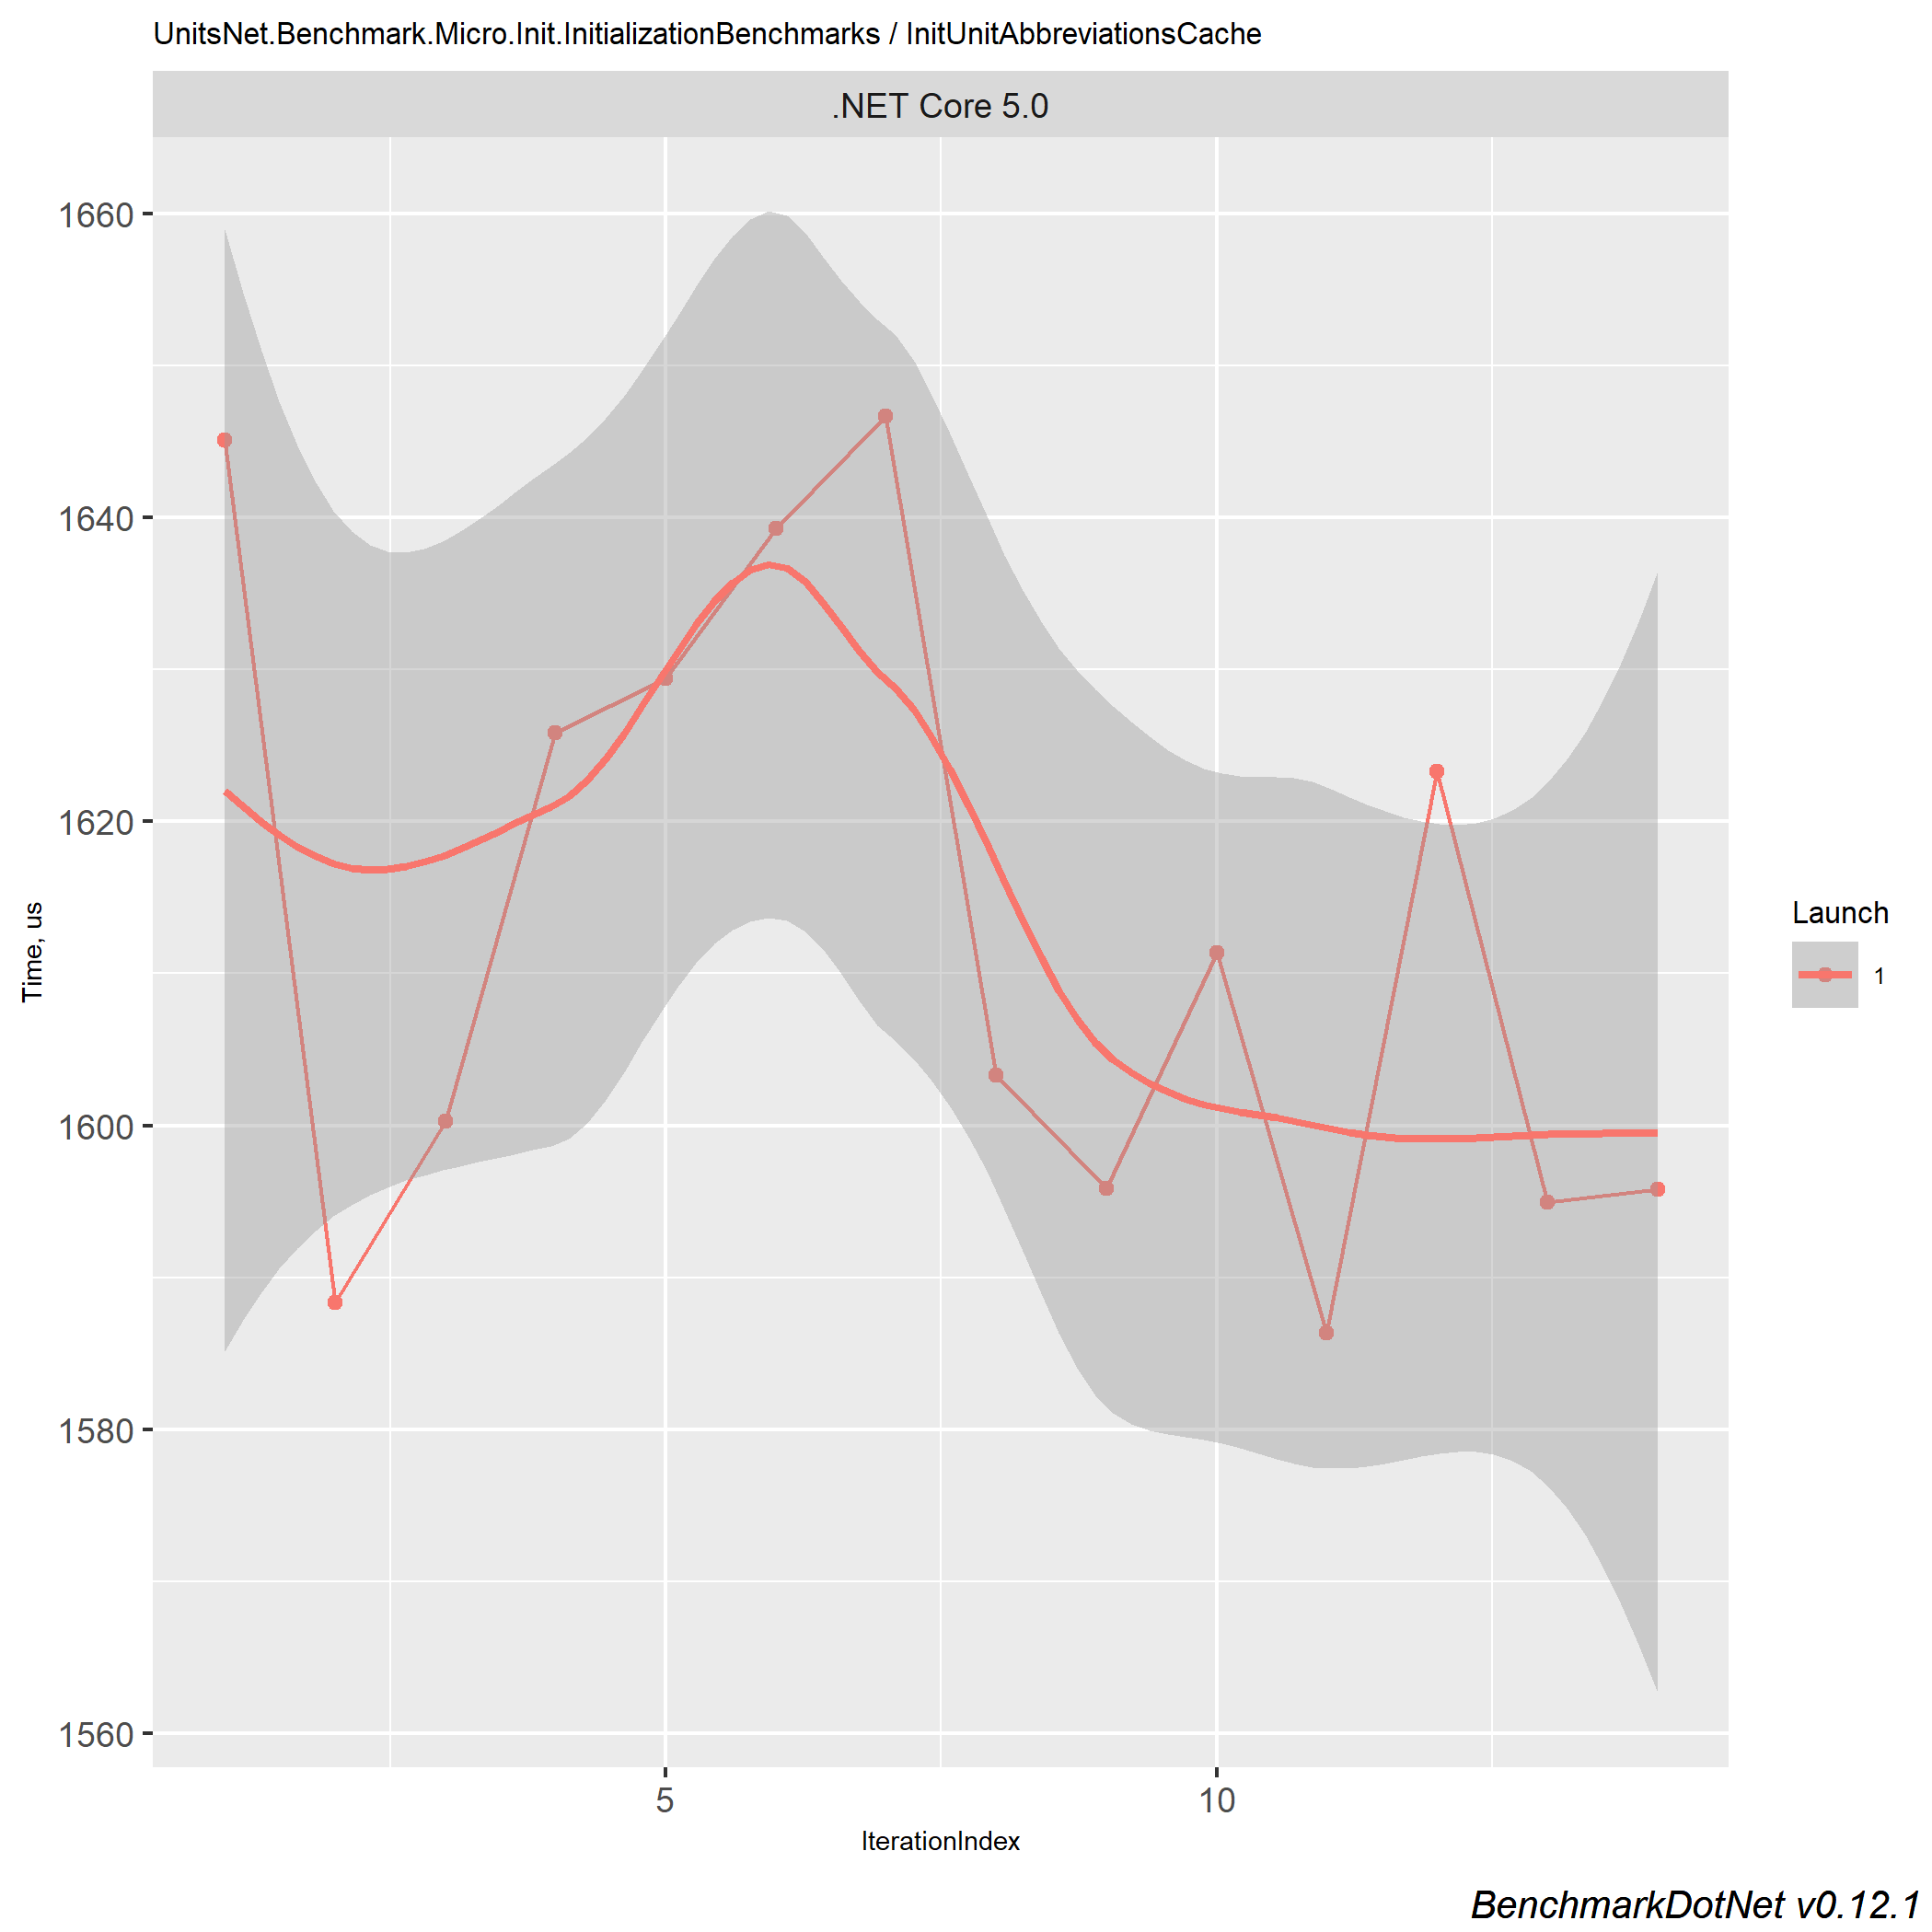 UnitsNet.Benchmark.Micro.Init.InitializationBenchmarks / InitUnitAbbreviationsCache
.NET Core 5.0
1660
1640
1620
1600
1580
1560
Time, us
5
10
IterationIndex
Launch
1
BenchmarkDotNet v0.12.1